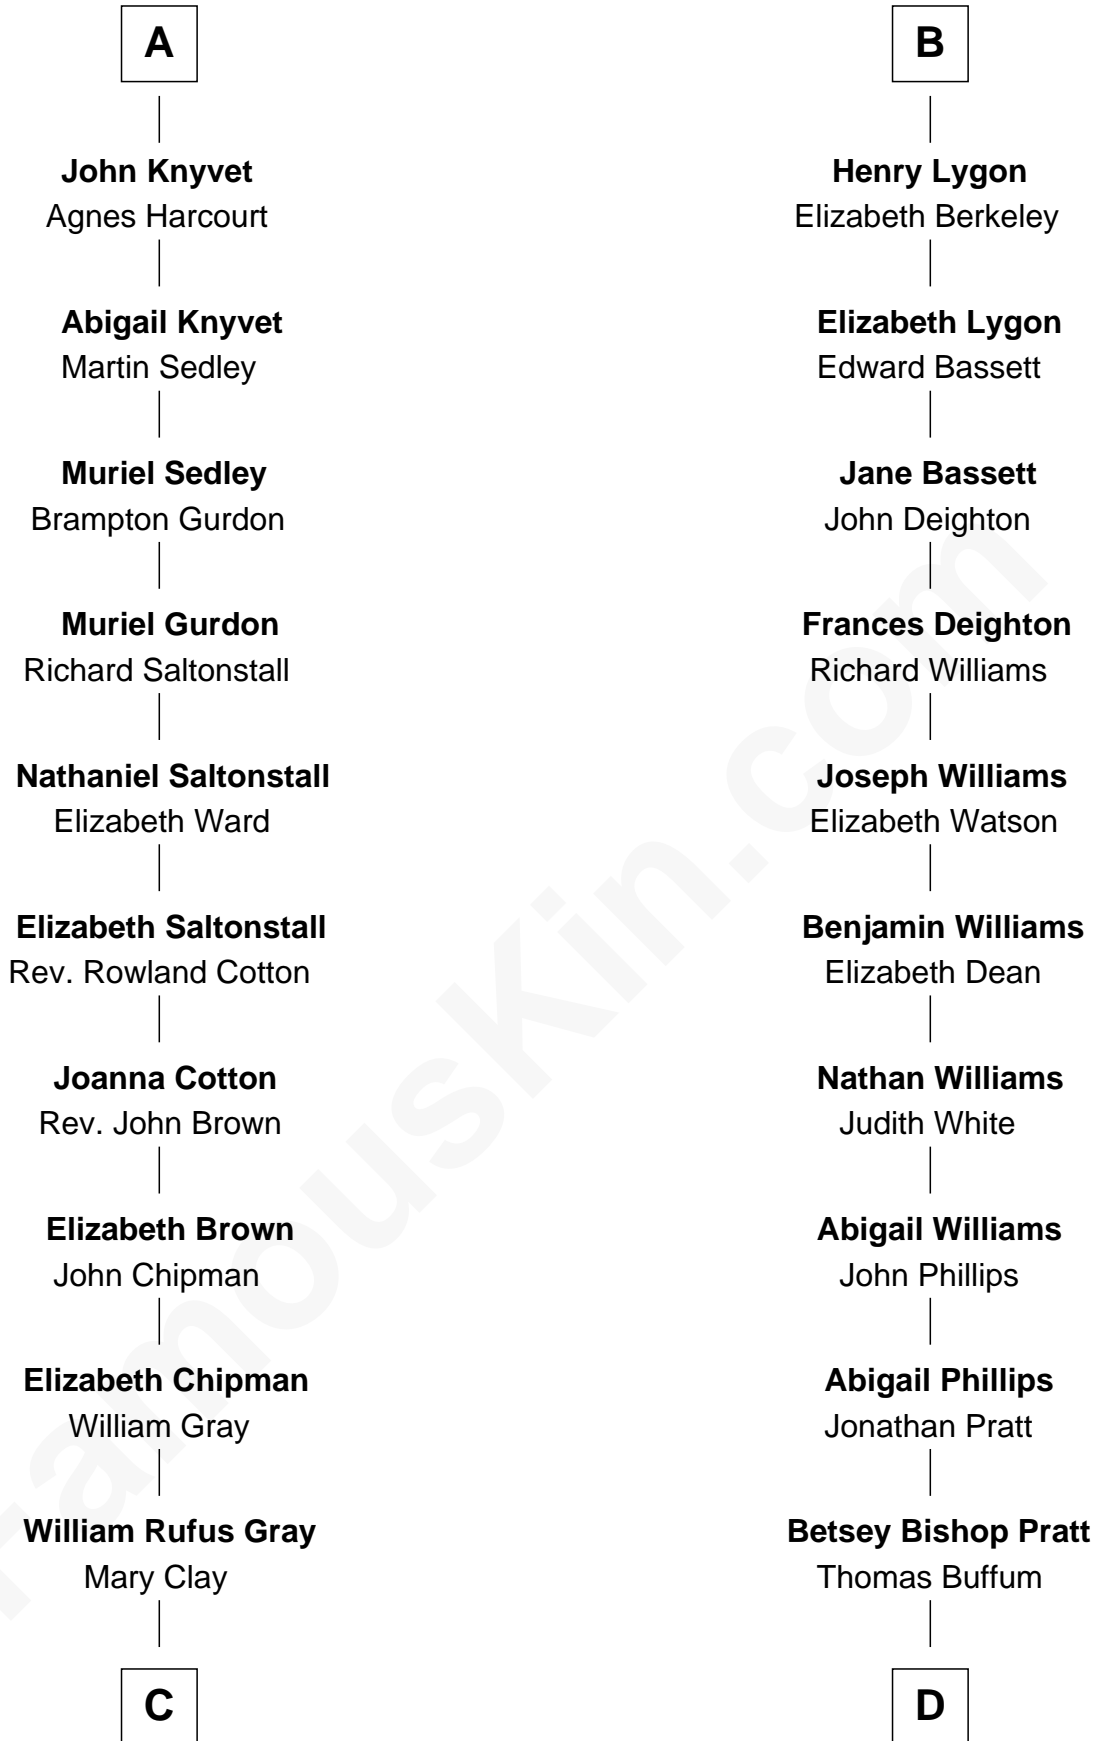 A
John Knyvet
Agnes Harcourt
Abigail Knyvet
Martin Sedley
Muriel Sedley
Brampton Gurdon
Muriel Gurdon
Richard Saltonstall
Nathaniel Saltonstall
Elizabeth Ward
Elizabeth Saltonstall
Rev. Rowland Cotton
Joanna Cotton
Rev. John Brown
Elizabeth Brown
John Chipman
Elizabeth Chipman
William Gray
William Rufus Gray
Mary Clay
C
B
Henry Lygon
Elizabeth Berkeley
Elizabeth Lygon
Edward Bassett
Jane Bassett
John Deighton
Frances Deighton
Richard Williams
Joseph Williams
Elizabeth Watson
Benjamin Williams
Elizabeth Dean
Nathan Williams
Judith White
Abigail Williams
John Phillips
Abigail Phillips
Jonathan Pratt
Betsey Bishop Pratt
Thomas Buffum
D
FamousKin.com